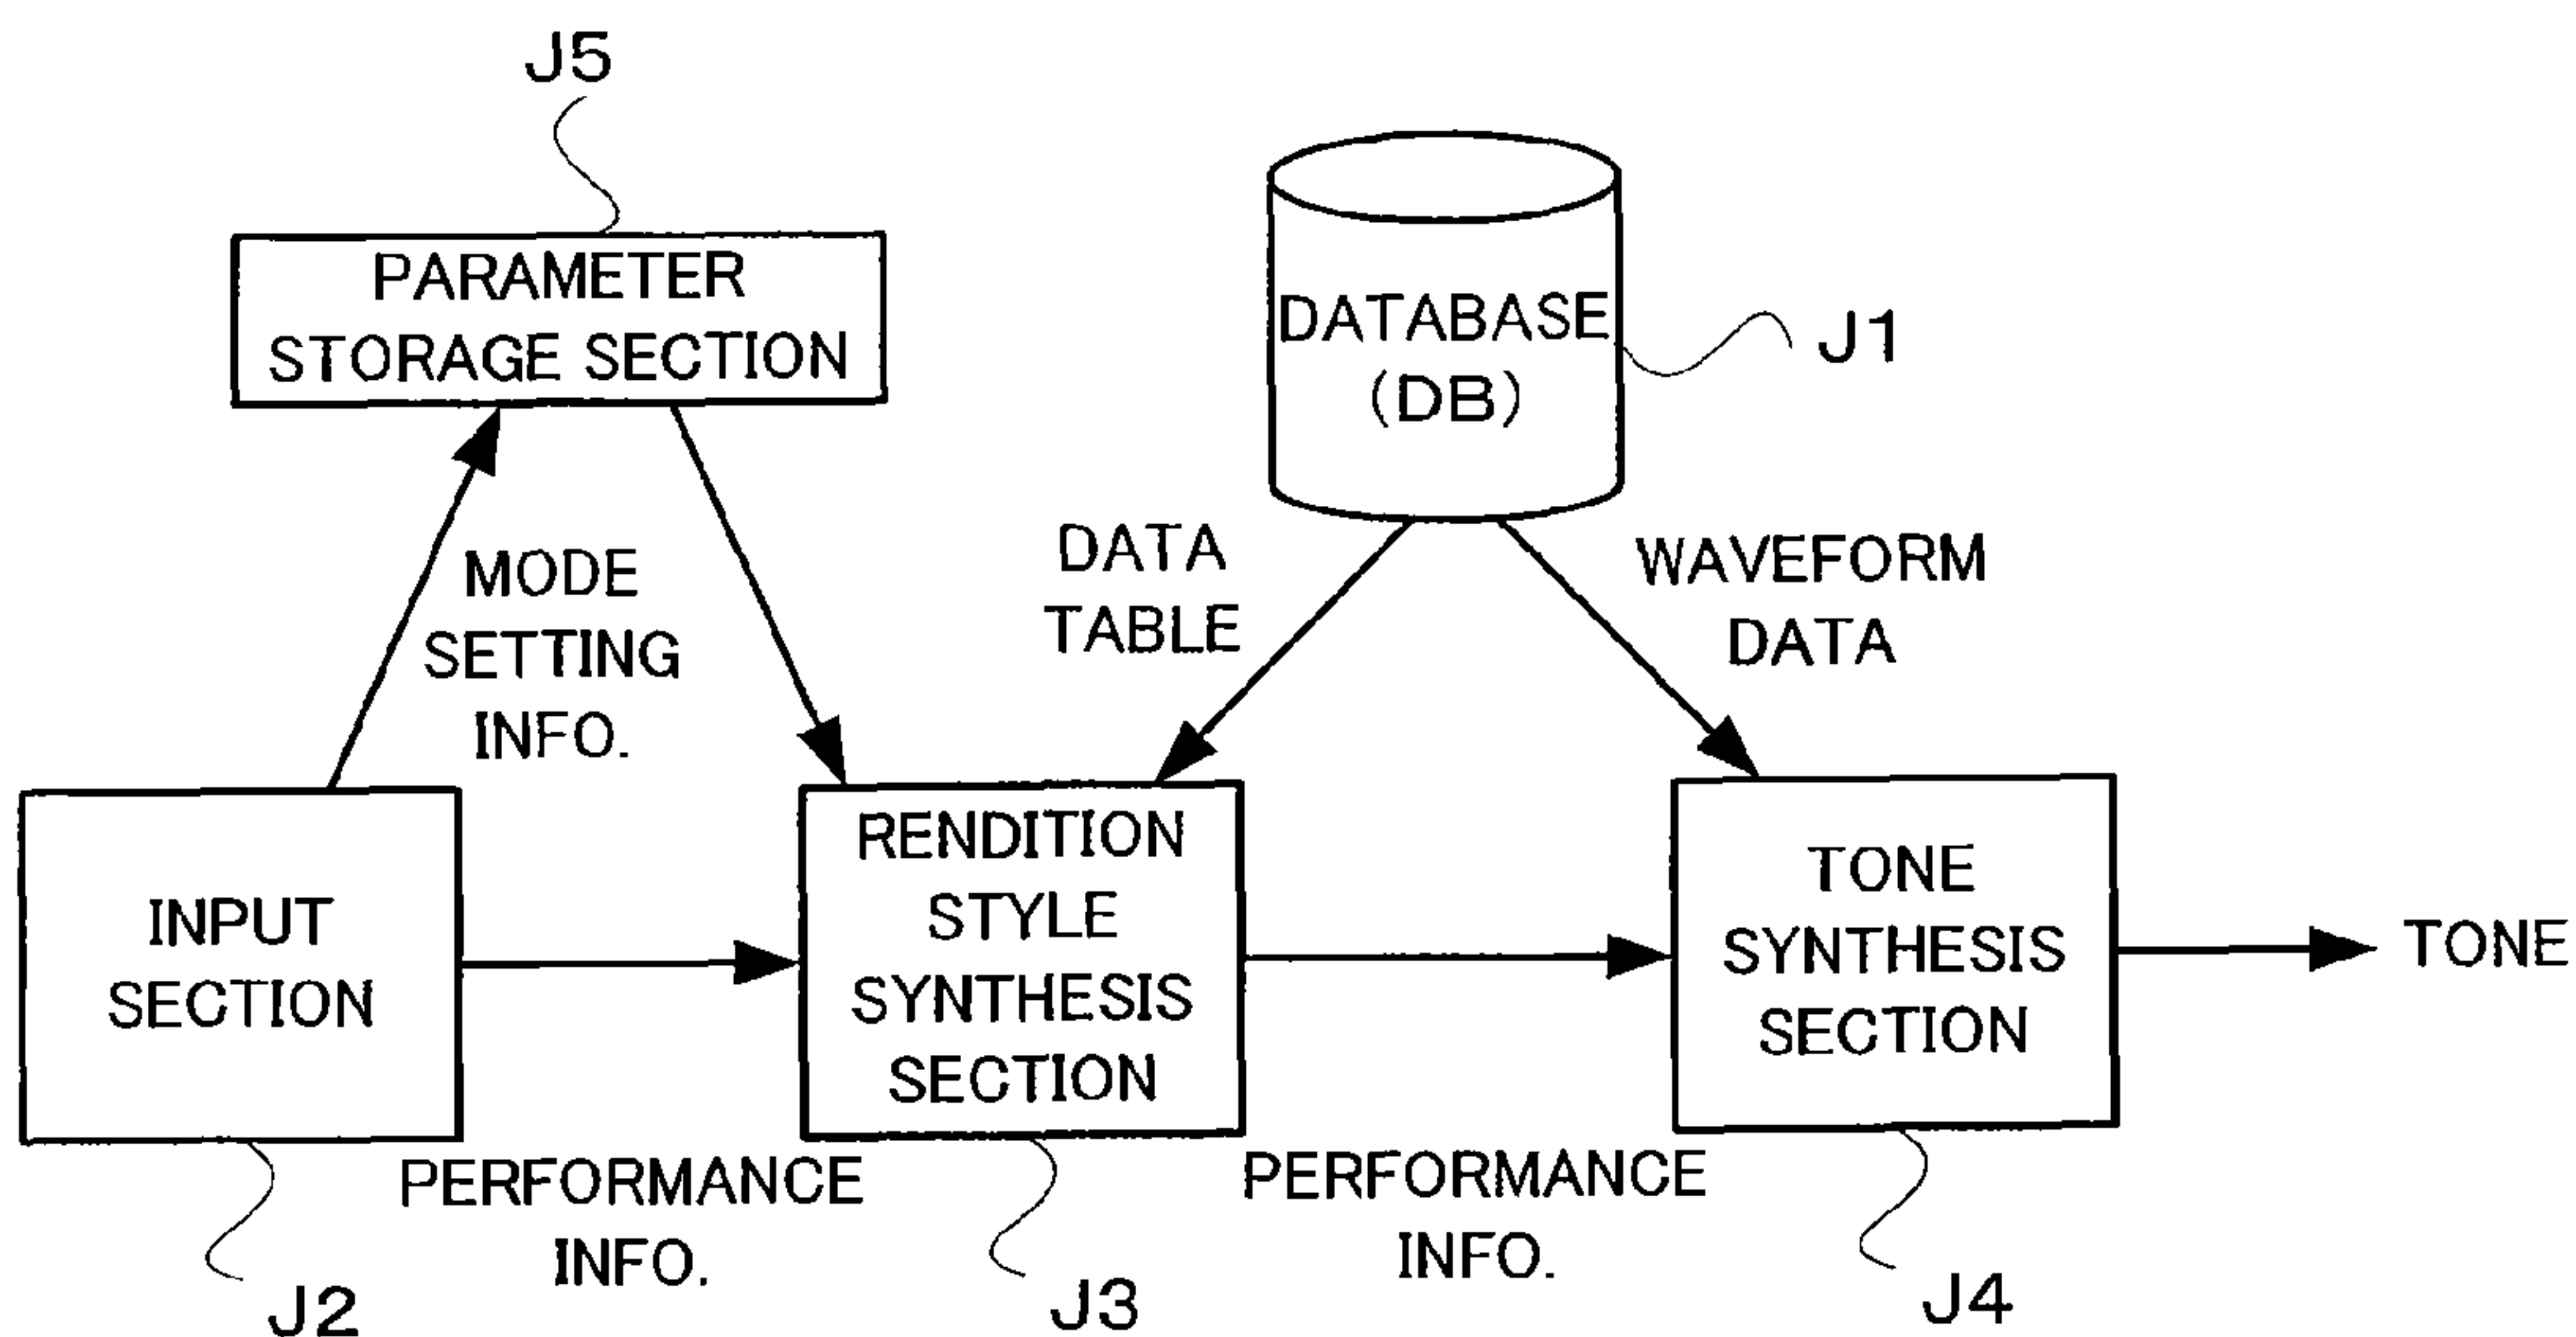 J5
PARAMETER
STORAGE SECTION
DATABASE
(DB)
J1
MODE
SETTING
INFO.
DATA
TABLE
WAVEFORM
DATA
INPUT
SECTION
RENDITION
STYLE
SYNTHESIS
SECTION
TONE
SYNTHESIS
SECTION
TONE
PERFORMANCE
INFO.
PERFORMANCE
INFO.
J2
J3
J4